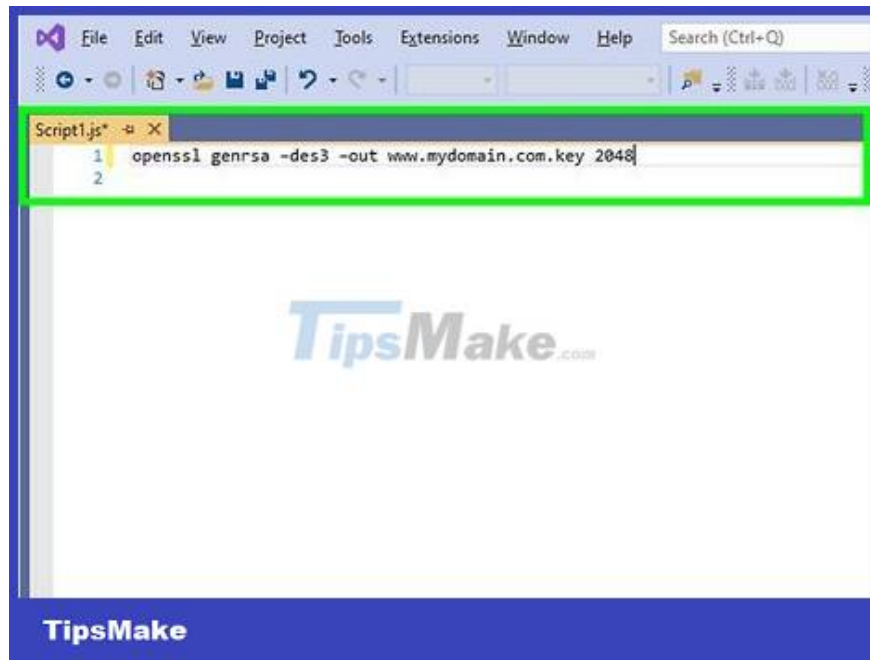 File Edit View Project Tools Extensions Window Help Search (Ctrl+Q)
Script1.js*
1 openssl genrsa -des3 -out www.mydomain.com.key 2048
2
TipsMake.com
TipsMake